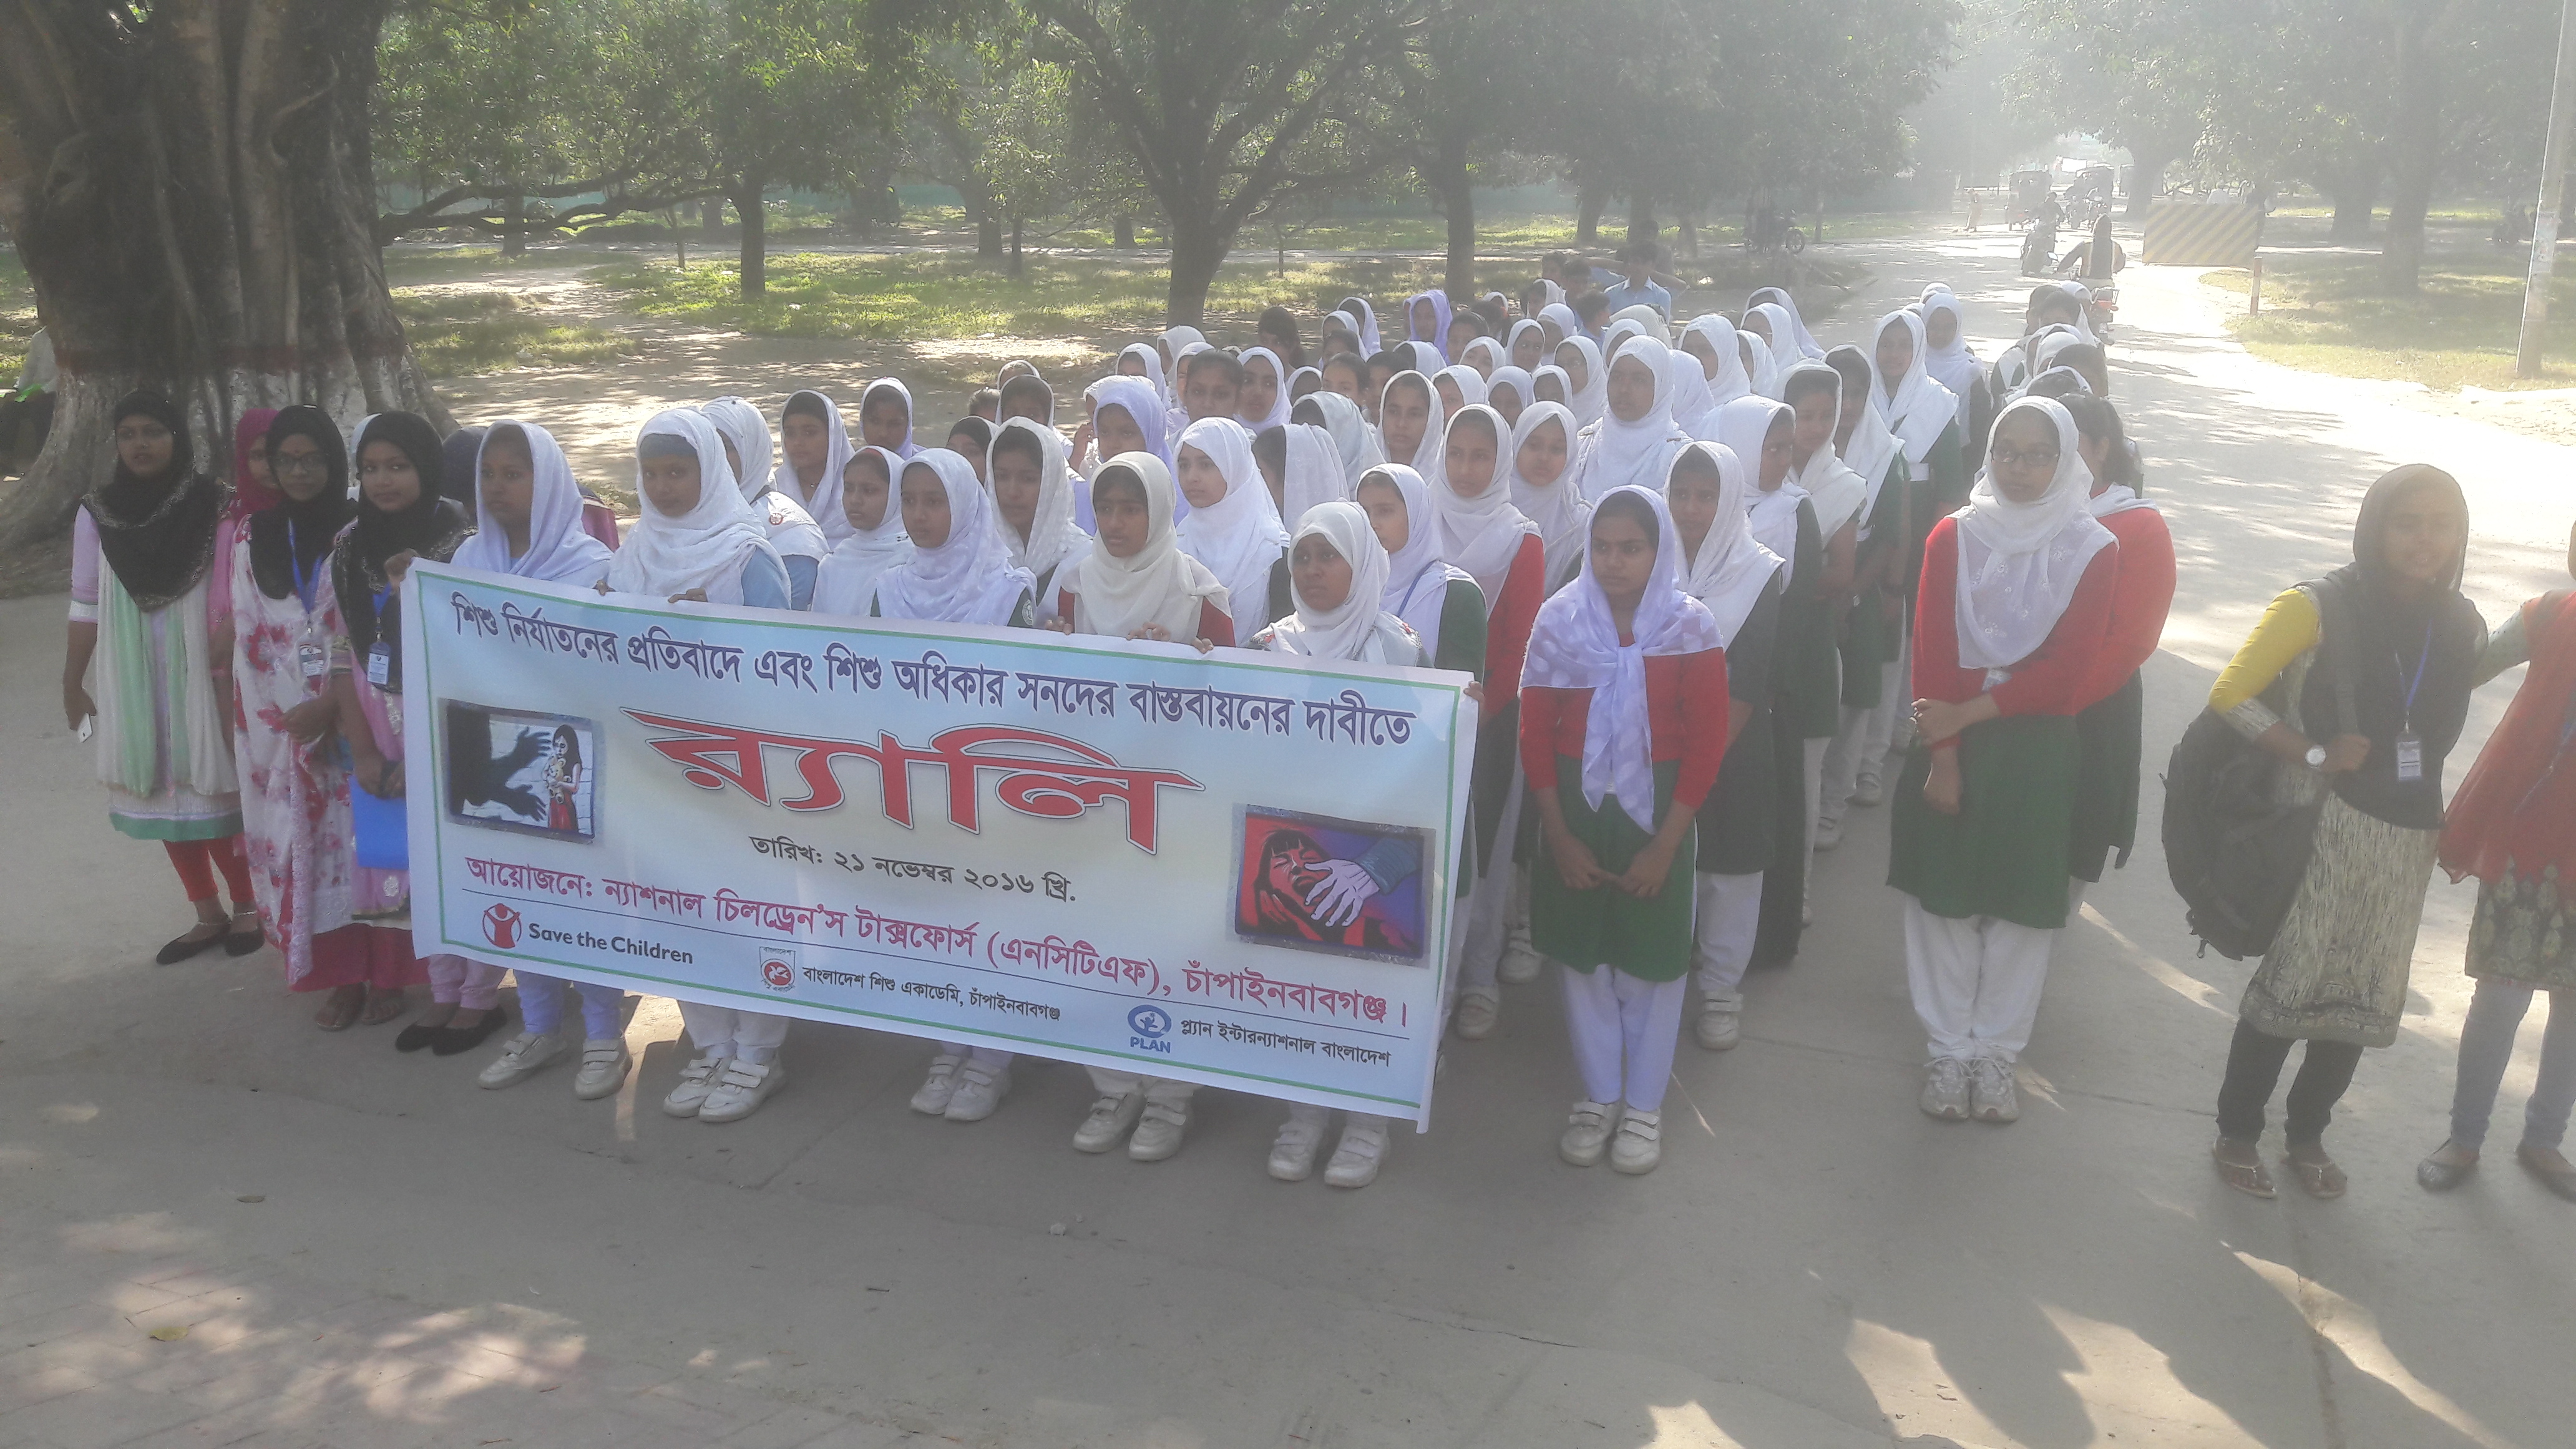 শিশু নির্যাতনের প্রতিবাদে এবং শিশু অধিকার সনদের বাস্তবায়নের দাবীতে
র‍্যালি
তারিখ: ২১ নভেম্বর ২০১৬ খ্রি.
আয়োজনে: ন্যাশনাল চিলড্রেন'স টাক্সফোর্স (এনসিটিএফ), চাঁপাইনবাবগঞ্জ।
Save the Children
বাংলাদেশ শিশু একাডেমি, চাঁপাইনবাবগঞ্জ
PLAN
প্ল্যান ইন্টারন্যাশনাল বাংলাদেশ